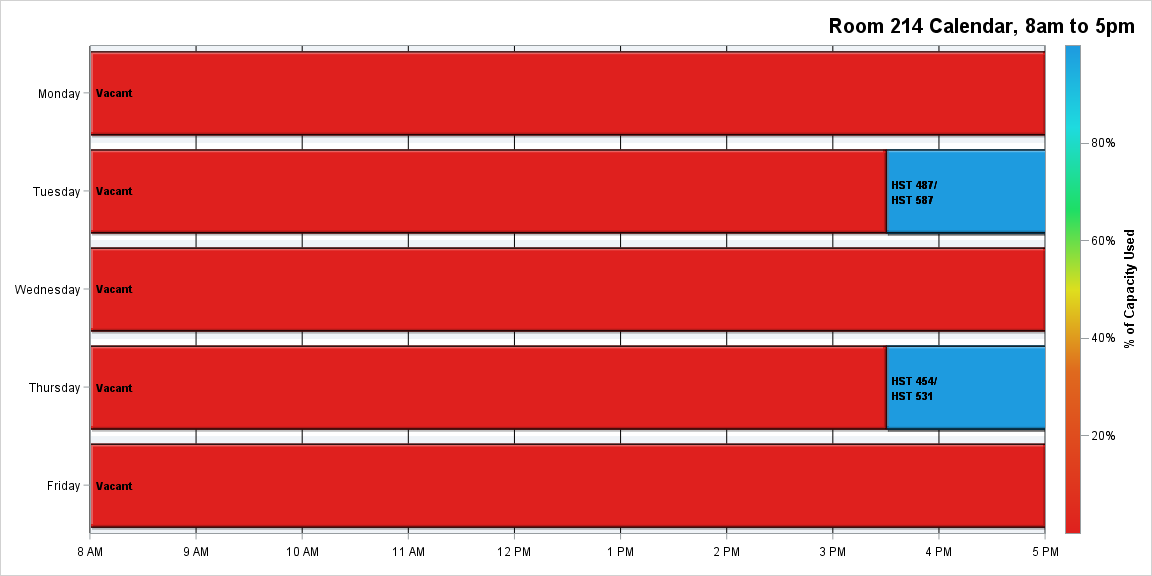 Room 214 Calendar, 8am to 5pm
Monday
Vacant
Tuesday
Vacant
HST 487/
HST 587
Wednesday
Vacant
Thursday
Vacant
HST 454/
HST 531
Friday
Vacant
8 AM
9 AM
10 AM
11 AM
12 PM
1 PM
2 PM
3 PM
4 PM
5 PM
80%
60%
40%
20%
% of Capacity Used